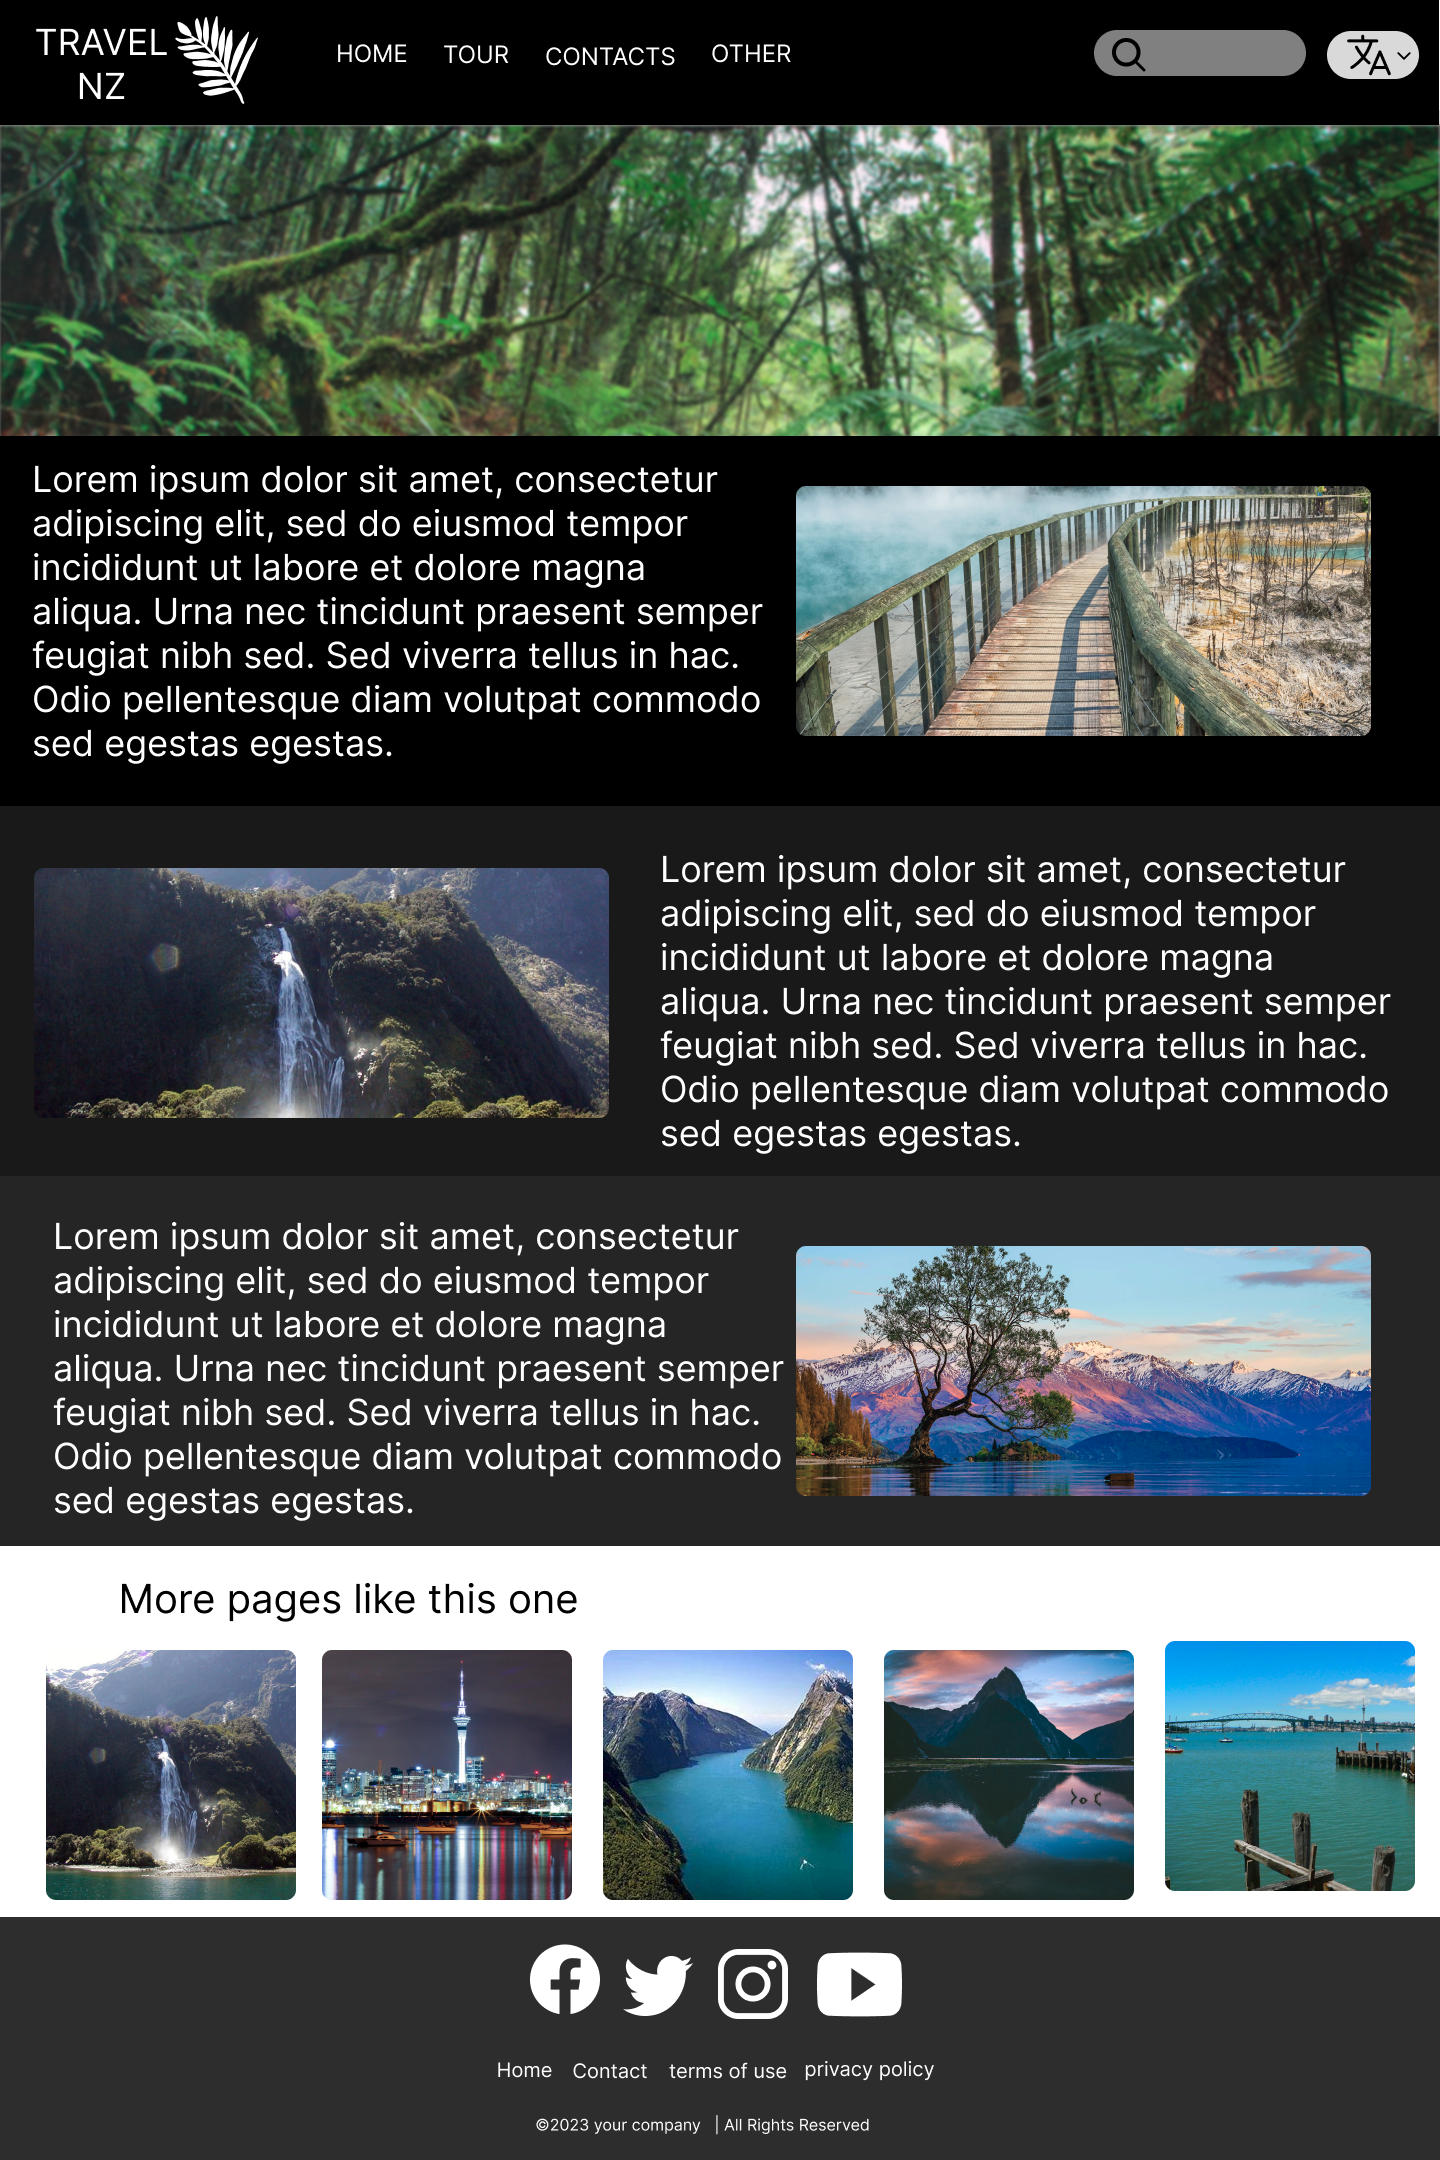 TRAVEL
NZ
HOME TOUR CONTACTS OTHER
Lorem ipsum dolor sit amet, consectetur
adipiscing elit, sed do eiusmod tempor
incididunt ut labore et dolore magna
aliqua. Urna nec tincidunt praesent semper
feugiat nibh sed. Sed viverra tellus in hac.
Odio pellentesque diam volutpat commodo
sed egestas egestas.
Lorem ipsum dolor sit amet, consectetur
adipiscing elit, sed do eiusmod tempor
incididunt ut labore et dolore magna
aliqua. Urna nec tincidunt praesent semper
feugiat nibh sed. Sed viverra tellus in hac.
Odio pellentesque diam volutpat commodo
sed egestas egestas.
Lorem ipsum dolor sit amet, consectetur
adipiscing elit, sed do eiusmod tempor
incididunt ut labore et dolore magna
aliqua. Urna nec tincidunt praesent semper
feugiat nibh sed. Sed viverra tellus in hac.
Odio pellentesque diam volutpat commodo
sed egestas egestas.
More pages like this one
Home Contact terms of use privacy policy
©2023 your company | All Rights Reserved